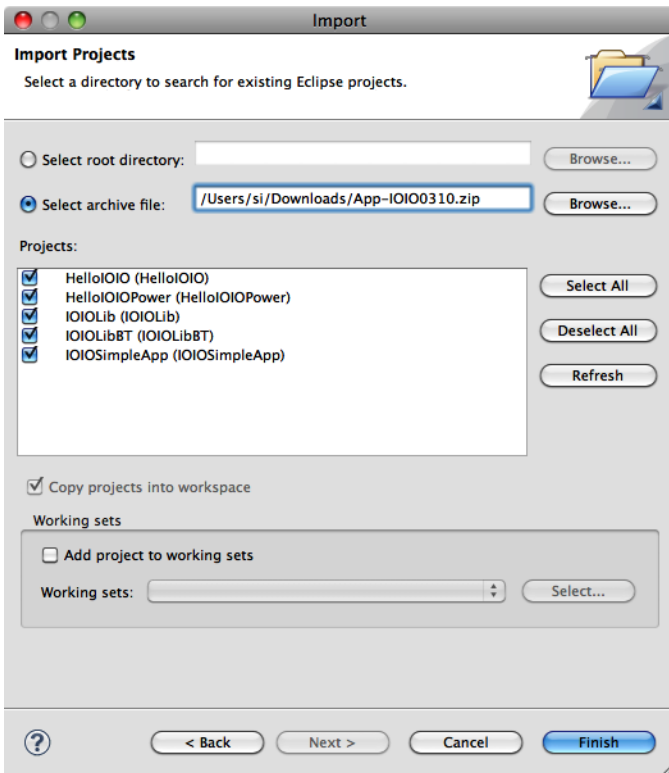 Import
Import Projects
Select a directory to search for existing Eclipse projects.
Select root directory:
Browse...
Select archive file:
/Users/si/Downloads/App-IOIO0310.zip
Browse...
Projects:
HelloIOIO (HelloIOIO)
HelloIOIOPower (HelloIOIOPower)
IOIOLib (IOIOLib)
IOIOLibBT (IOIOLibBT)
IOIOSimpleApp (IOIOSimpleApp)
Select All
Deselect All
Refresh
Copy projects into workspace
Working sets
Add project to working sets
Working sets:
Select...
?
< Back
Next >
Cancel
Finish